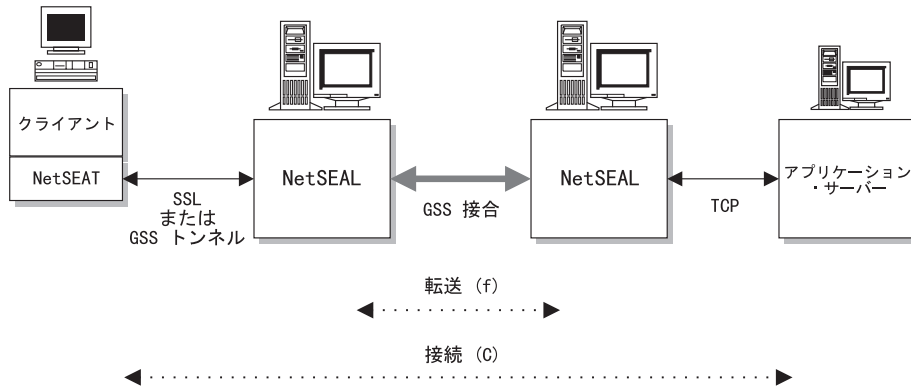 クライアント
NetSEAT
SSL
または
GSS トンネル
NetSEAL
GSS 接合
NetSEAL
TCP
アプリケーション
・サーバー
転送 (f)
接続 (C)